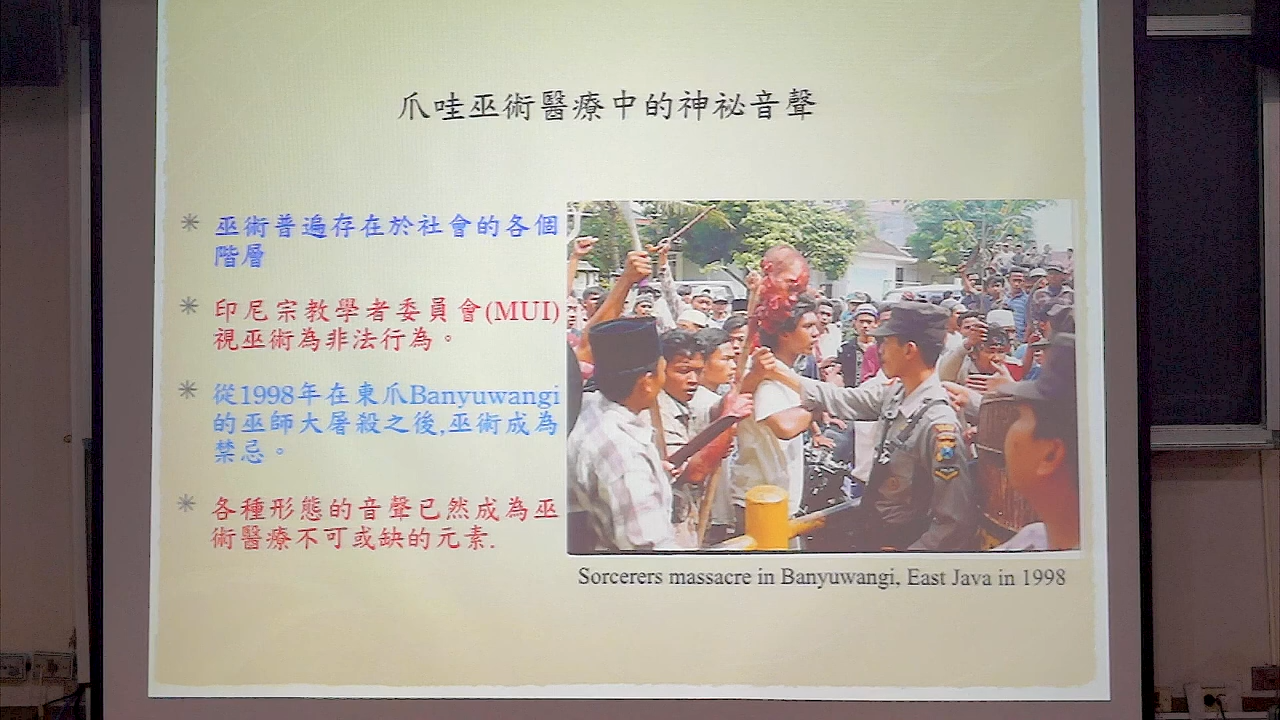 爪哇巫術醫療中的神祕音聲
巫術普遍存在於社會的各個
階層
印尼宗教學者委員會(MUI)
視巫術為非法行為。
從1998年在東爪Banyuwangi
的巫師大屠殺之後,巫術成為
禁忌。
各種形態的音聲已然成為巫
術醫療不可或缺的元素.
Sorcerers massacre in Banyuwangi, East Java in 1998